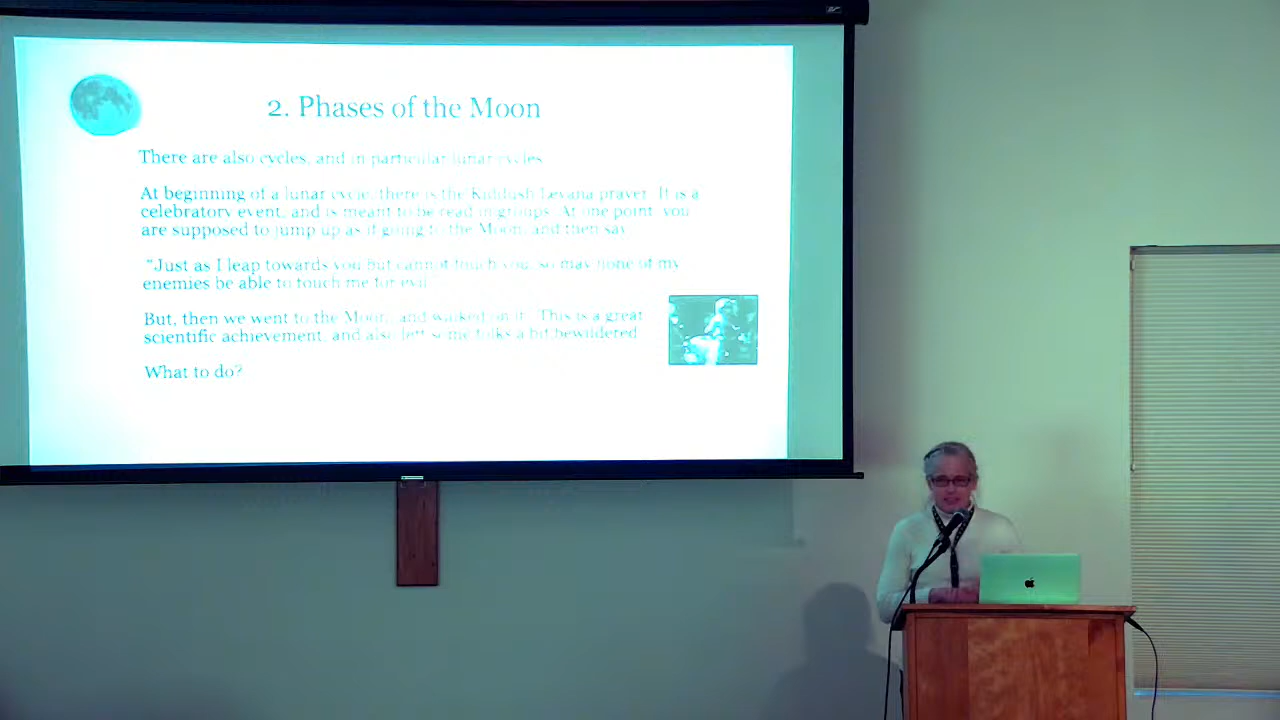 2. Phases of the Moon
There are also cycles, and in particular lunar cycles
At beginning of a lunar cycle, there is the Kiddush Levana prayer. It is a
celebratory event, and is meant to be read in groups. At one point, you
are supposed to jump up as if going to the Moon, and then say
"Just as I leap towards you but cannot touch you, so may none of my
enemies be able to touch me for evil
But, then we went to the Moon, and walked on it. This is a great
scientific achievement, and also left some folks a bit bewildered
What to do?